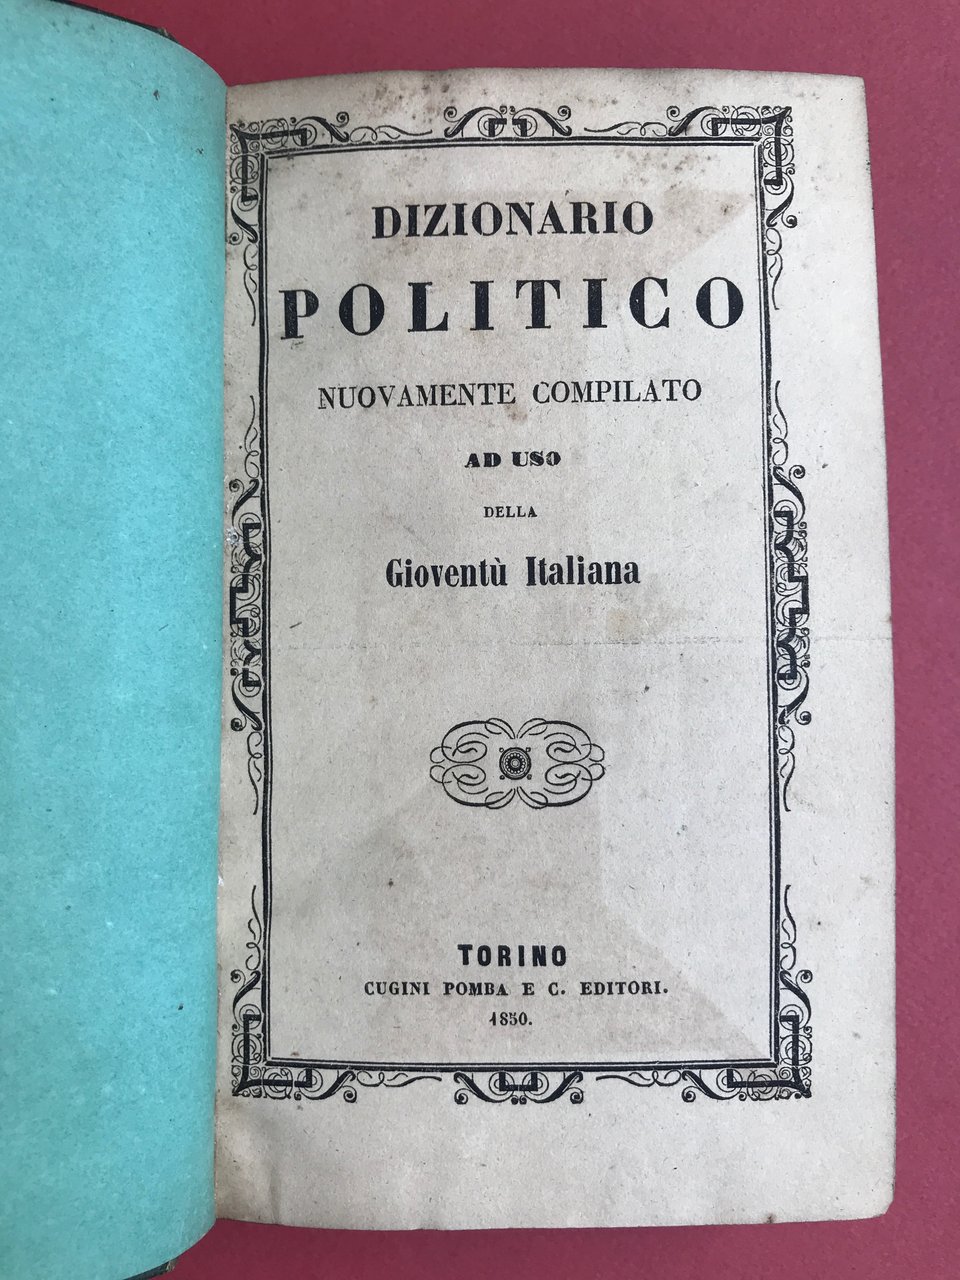 DIZIONARIO
POLITICO
NUOVAMENTE COMPILATO
AD USO
DELLA
Gioventù Italiana
TORINO
CUGINI POMBA E C. EDITORI.
1850.